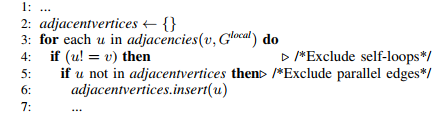 1: ...
2: adjacentvertices ← {}
3: for each u in adjacencies(v, G^local) do
4: if (u! = v) then ▷ /*Exclude self-loops*/
5: if u not in adjacentvertices then▷ /*Exclude parallel edges*/
6: adjacentvertices.insert(u)
7: ...